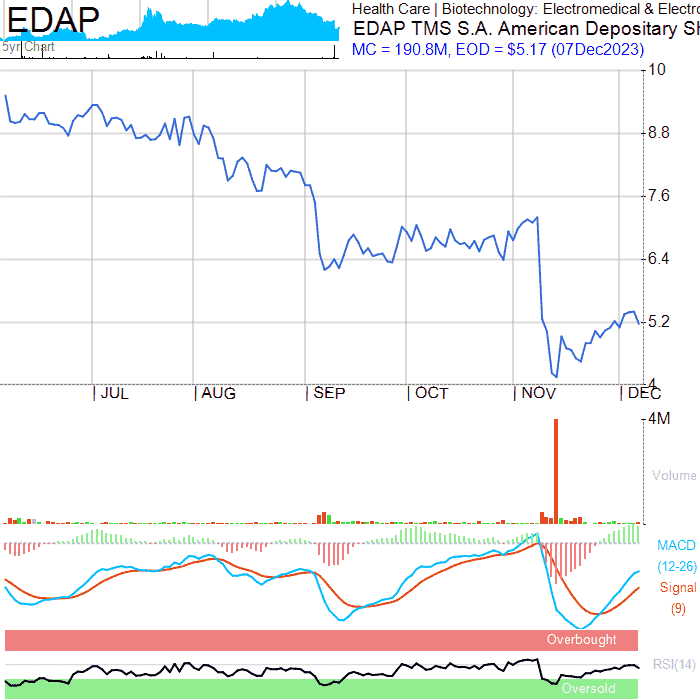 EDAP
5yr Chart
Health Care | Biotechnology: Electromedical & Electro
EDAP TMS S.A. American Depositary Sh
MC = 190.8M, EOD = $5.17 (07Dec2023)
10
8.8
7.6
6.4
5.2
4
JUL AUG SEP OCT NOV DEC
4M
Volume
MACD
(12-26)
Signal
(9)
Overbought
RSI(14)
Oversold